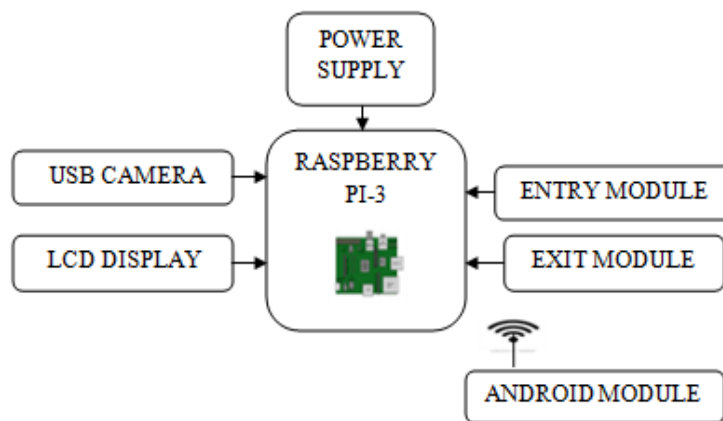 POWER
SUPPLY
RASPBERRY
PI-3
USB CAMERA
LCD DISPLAY
ENTRY MODULE
EXIT MODULE
ANDROID MODULE